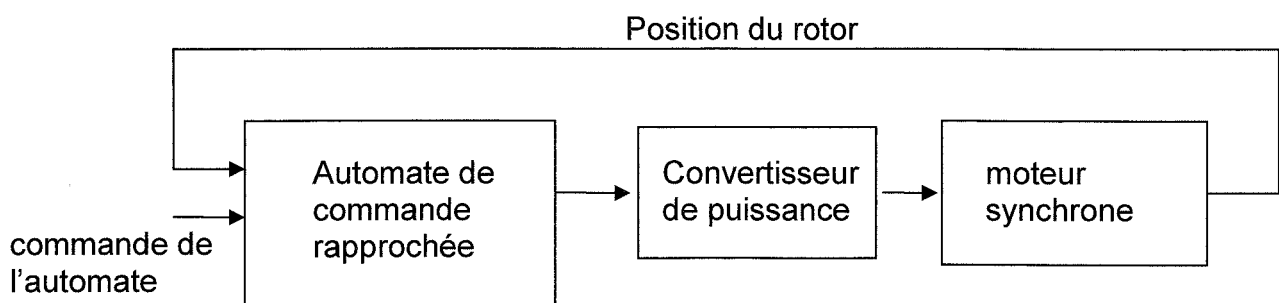 Position du rotor
Automate de
commande
rapprochée
Convertisseur
de puissance
moteur
synchrone
commande de
l'automate